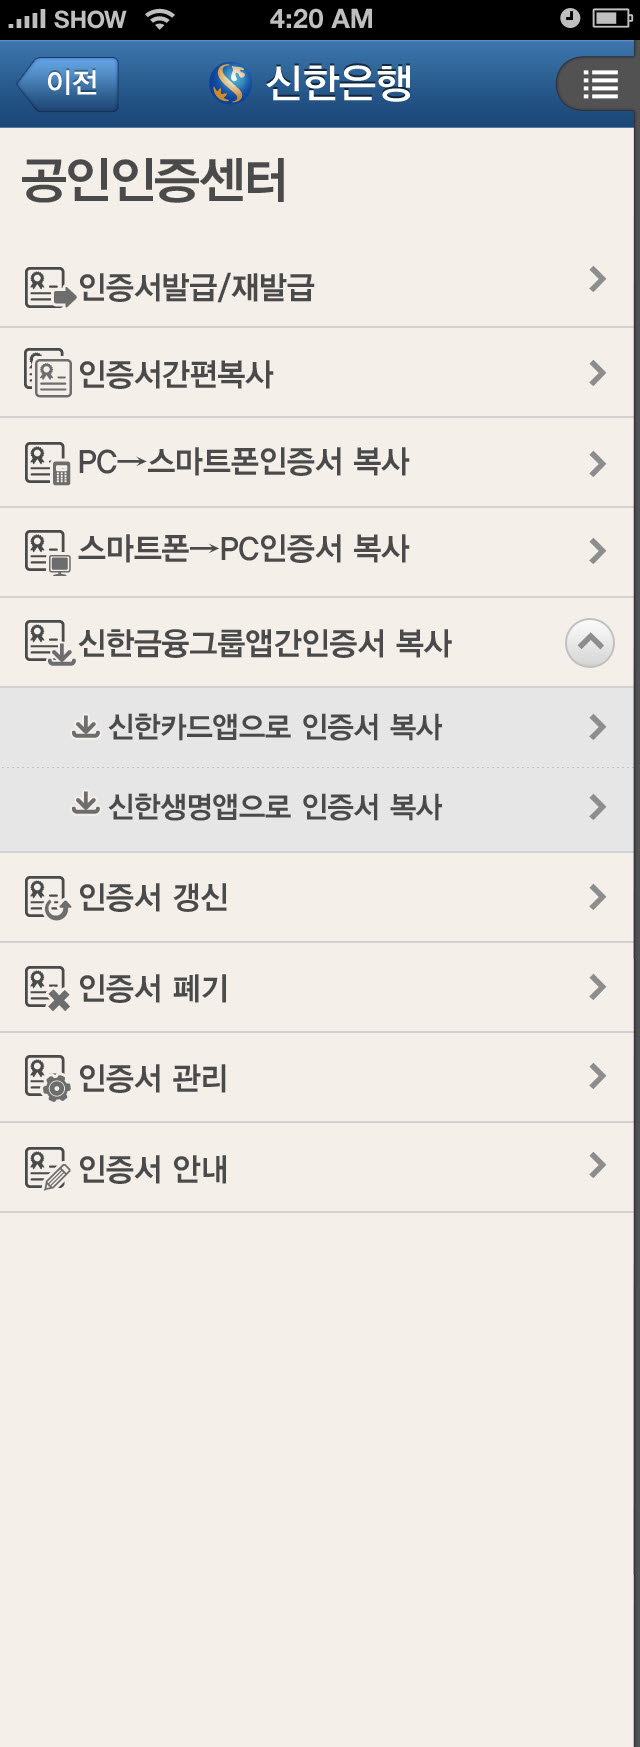 SHOW 4:20 AM
이전 신한은행
공인인증센터
인증서발급/재발급
인증서간편복사
PC→스마트폰인증서 복사
스마트폰→PC인증서 복사
신한금융그룹앱간인증서 복사
신한카드앱으로 인증서 복사
신한생명앱으로 인증서 복사
인증서 갱신
인증서 폐기
인증서 관리
인증서 안내